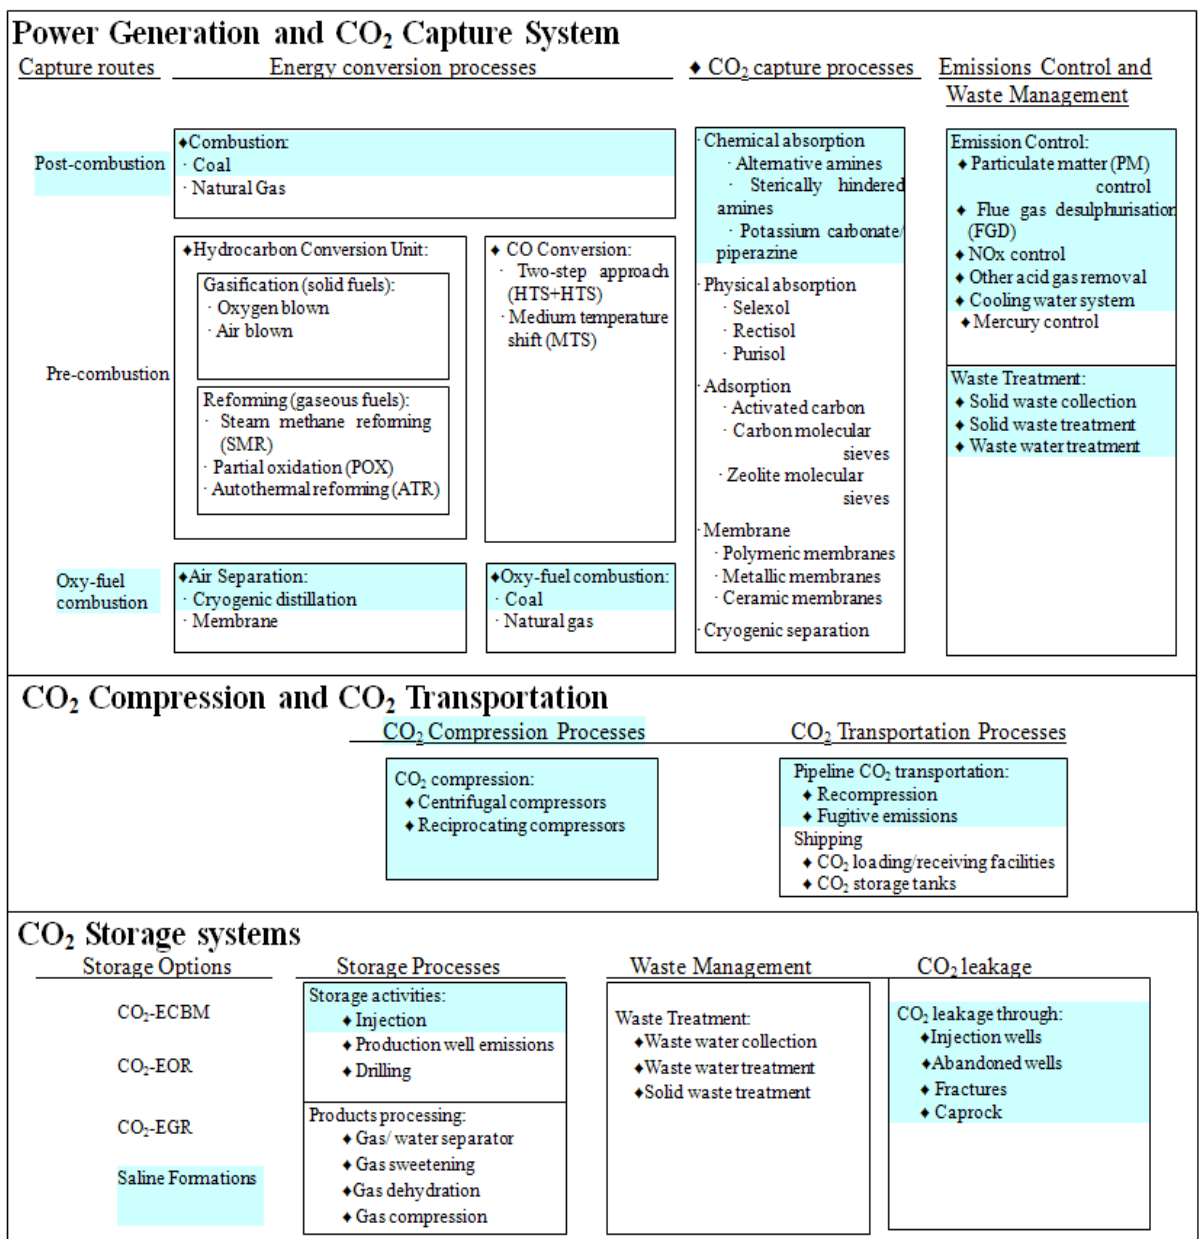 Power Generation and CO₂ Capture System
Capture routes
Energy conversion processes
♦ CO₂ capture processes
Emissions Control and
Waste Management
Post-combustion
♦Combustion:
· Coal
· Natural Gas
Pre-combustion
♦Hydrocarbon Conversion Unit:
Gasification (solid fuels):
· Oxygen blown
· Air blown
Reforming (gaseous fuels):
· Steam methane reforming
(SMR)
· Partial oxidation (POX)
· Autothermal reforming (ATR)
♦ CO Conversion:
· Two-step approach
(HTS+HTS)
· Medium temperature
shift (MTS)
Oxy-fuel
combustion
♦Air Separation:
· Cryogenic distillation
· Membrane
♦Oxy-fuel combustion:
· Coal
· Natural gas
· Chemical absorption
· Alternative amines
· Sterically hindered
amines
· Potassium carbonate/
piperazine
· Physical absorption
· Selexol
· Rectisol
· Purisol
· Adsorption
· Activated carbon
· Carbon molecular
sieves
· Zeolite molecular
sieves
· Membrane
· Polymeric membranes
· Metallic membranes
· Ceramic membranes
· Cryogenic separation
Emission Control:
♦ Particulate matter (PM)
control
♦ Flue gas desulphurisation
(FGD)
♦ NOx control
♦ Other acid gas removal
♦ Cooling water system
♦ Mercury control
Waste Treatment:
♦ Solid waste collection
♦ Solid waste treatment
♦ Waste water treatment
CO₂ Compression and CO₂ Transportation
CO₂ Compression Processes
CO₂ Transportation Processes
CO₂ compression:
♦ Centrifugal compressors
♦ Reciprocating compressors
Pipeline CO₂ transportation:
♦ Recompression
♦ Fugitive emissions
Shipping
♦ CO₂ loading/receiving facilities
♦ CO₂ storage tanks
CO₂ Storage systems
Storage Options
Storage Processes
Waste Management
CO₂ leakage
CO₂-ECBM
CO₂-EOR
CO₂-EGR
Saline Formations
Storage activities:
♦ Injection
♦ Production well emissions
♦ Drilling
Products processing:
♦ Gas/ water separator
♦ Gas sweetening
♦Gas dehydration
♦ Gas compression
Waste Treatment:
♦Waste water collection
♦Waste water treatment
♦Solid waste treatment
CO₂ leakage through:
♦Injection wells
♦Abandoned wells
♦ Fractures
♦ Caprock